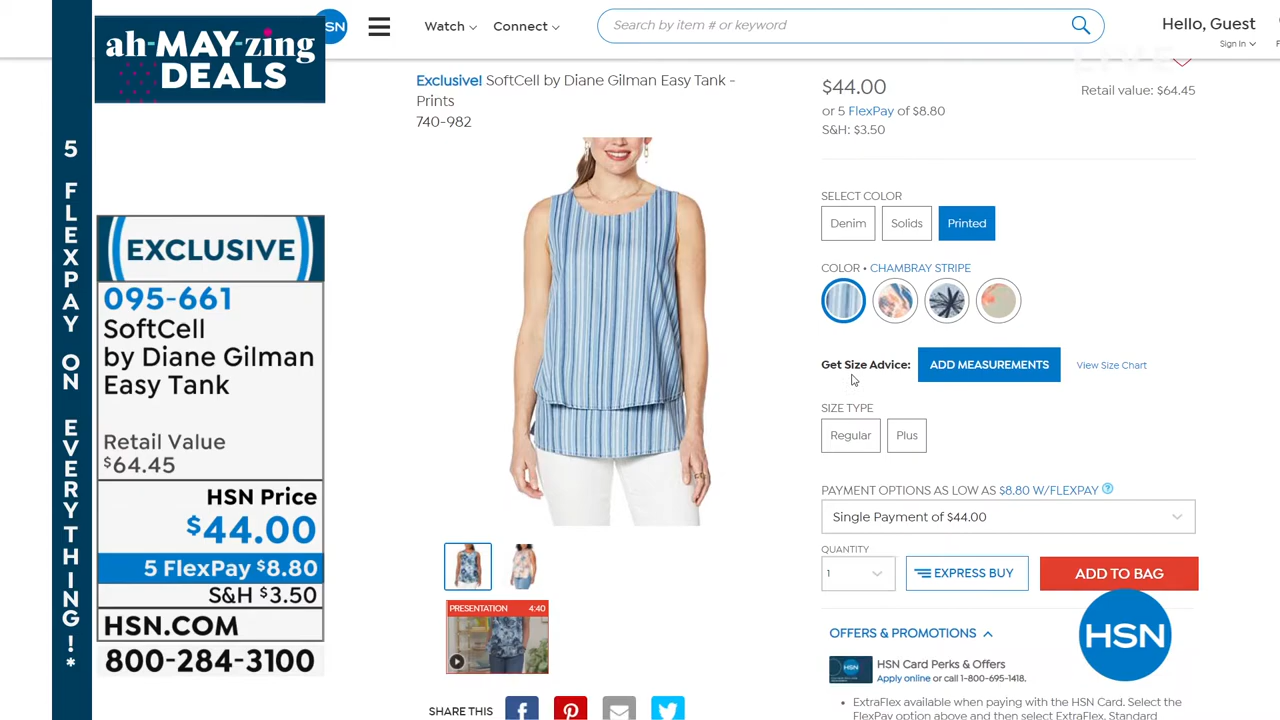 ah-MAY-zing
DEALS
5 FLEXPAY ON EVERYTHING!*
EXCLUSIVE
095-661
SoftCell
by Diane Gilman
Easy Tank
Retail Value
$64.45
HSN Price
$44.00
5 FlexPay $8.80
S&H $3.50
HSN.COM
800-284-3100
SN
Watch
Connect
Search by item # or keyword
Hello, Guest
Sign In
Exclusive! SoftCell by Diane Gilman Easy Tank -
Prints
740-982
PRESENTATION 4:40
SHARE THIS
LIVE
$44.00
Retail value: $64.45
or 5 FlexPay of $8.80
S&H: $3.50
SELECT COLOR
Denim
Solids
Printed
COLOR • CHAMBRAY STRIPE
Get Size Advice:
ADD MEASUREMENTS
View Size Chart
SIZE TYPE
Regular
Plus
PAYMENT OPTIONS AS LOW AS $8.80 W/FLEXPAY ?
Single Payment of $44.00
QUANTITY
1
EXPRESS BUY
ADD TO BAG
OFFERS & PROMOTIONS
HSN
HSN
HSN Card Perks & Offers
Apply online or call 1-800-695-1418.
• ExtraFlex available when paying with the HSN Card. Select the
FlexPay option above and then select ExtraFlex. Standard